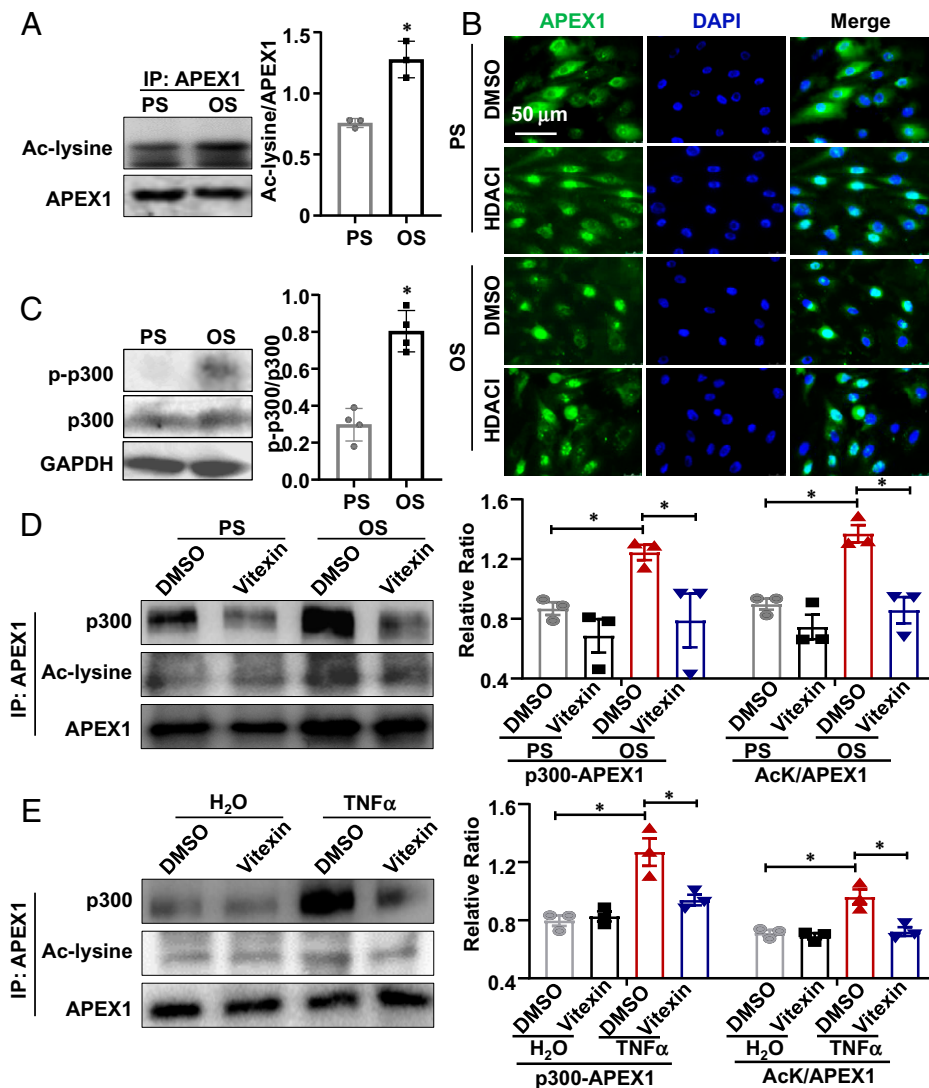 A
IP: APEX1
PS OS
Ac-lysine
APEX1
Ac-lysine/APEX1
1.5
1.0
0.5
0
*
PS OS
B
APEX1 DAPI Merge
PS
DMSO
50 μm
HDACI
OS
DMSO
HDACI
C
PS OS
p-p300
p300
GAPDH
p-p300/p300
1.0
0.8
0.6
0.4
0.2
0.0
*
PS OS
D
PS OS
DMSO Vitexin DMSO Vitexin
IP: APEX1
p300
Ac-lysine
APEX1
Relative Ratio
1.6
1.2
0.8
0.4
* * * *
DMSO Vitexin DMSO Vitexin DMSO Vitexin DMSO Vitexin
PS OS PS OS
p300-APEX1 AcK/APEX1
E
H2O TNFα
DMSO Vitexin DMSO Vitexin
IP: APEX1
p300
Ac-lysine
APEX1
Relative Ratio
1.6
1.2
0.8
0.4
* * * *
DMSO Vitexin DMSO Vitexin DMSO Vitexin DMSO Vitexin
H2O TNFα H2O TNFα
p300-APEX1 AcK/APEX1